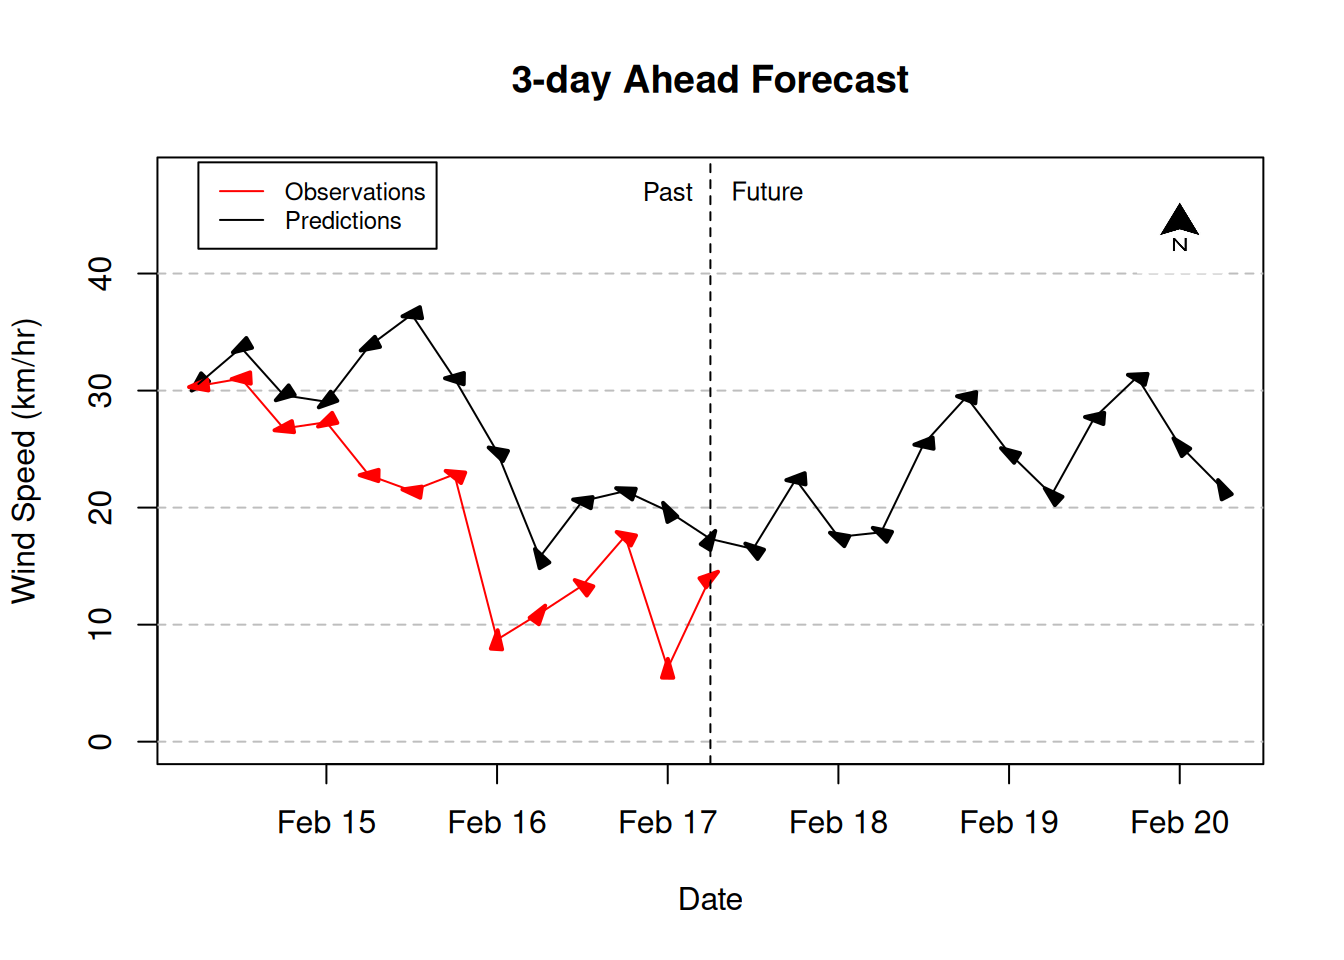 3-day Ahead Forecast
Observations
Predictions
Past
Future
N
40
30
20
10
0
Wind Speed (km/hr)
Feb 15
Feb 16
Feb 17
Feb 18
Feb 19
Feb 20
Date